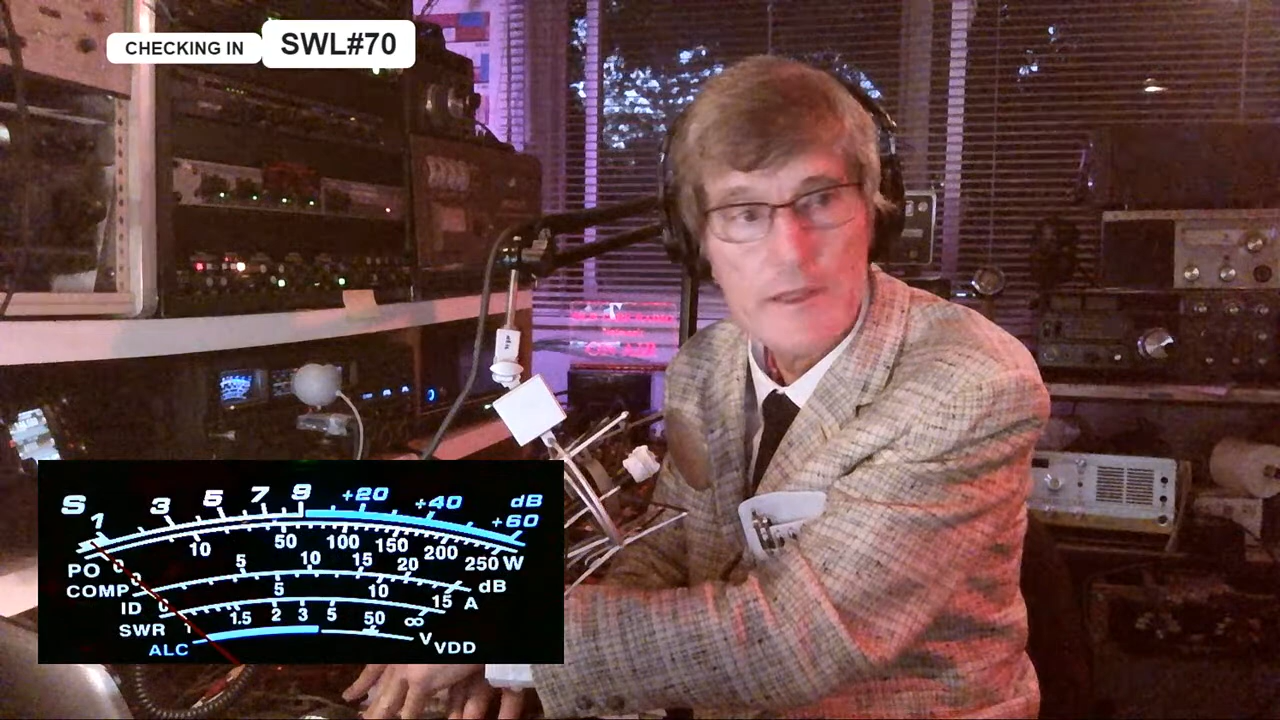 CHECKING IN
SWL#70
S 1 3 5 7 9 +20 +40 +60 dB
PO 0 10 50 100 150 200 250 W
COMP 0 5 10 15 20 dB
ID 0 5 10 15 A
SWR 1 1.5 2 3 5 50 ∞
ALC V VDD